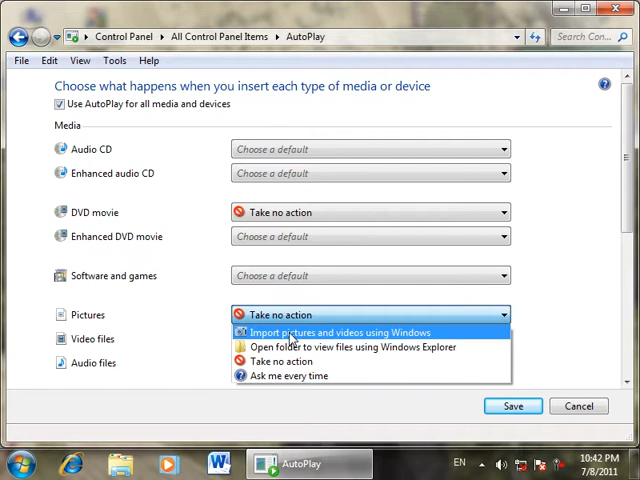 Control Panel
All Control Panel Items
AutoPlay
Search Con...
File
Edit
View
Tools
Help
Choose what happens when you insert each type of media or device
Use AutoPlay for all media and devices
Media
Audio CD
Choose a default
Enhanced audio CD
Choose a default
DVD movie
Take no action
Enhanced DVD movie
Choose a default
Software and games
Choose a default
Pictures
Take no action
Import pictures and videos using Windows
Video files
Open folder to view files using Windows Explorer
Audio files
Take no action
Ask me every time
Save
Cancel
AutoPlay
EN
10:42 PM
7/8/2011